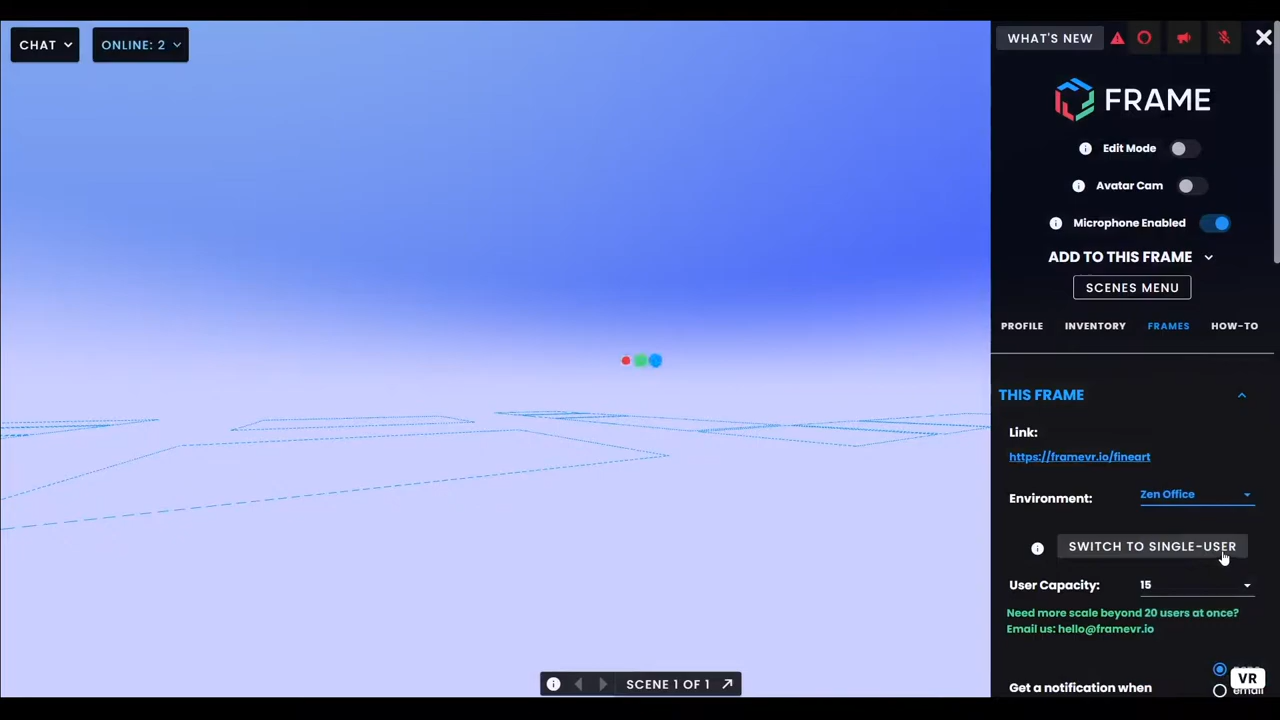 CHAT
ONLINE: 2
WHAT'S NEW
FRAME
Edit Mode
Avatar Cam
Microphone Enabled
ADD TO THIS FRAME
SCENES MENU
PROFILE INVENTORY FRAMES HOW-TO
THIS FRAME
Link:
https://framevr.io/fineart
Environment: Zen Office
SWITCH TO SINGLE-USER
User Capacity: 15
Need more scale beyond 20 users at once?
Email us: hello@framevr.io
Get a notification when
VR
email
SCENE 1 OF 1